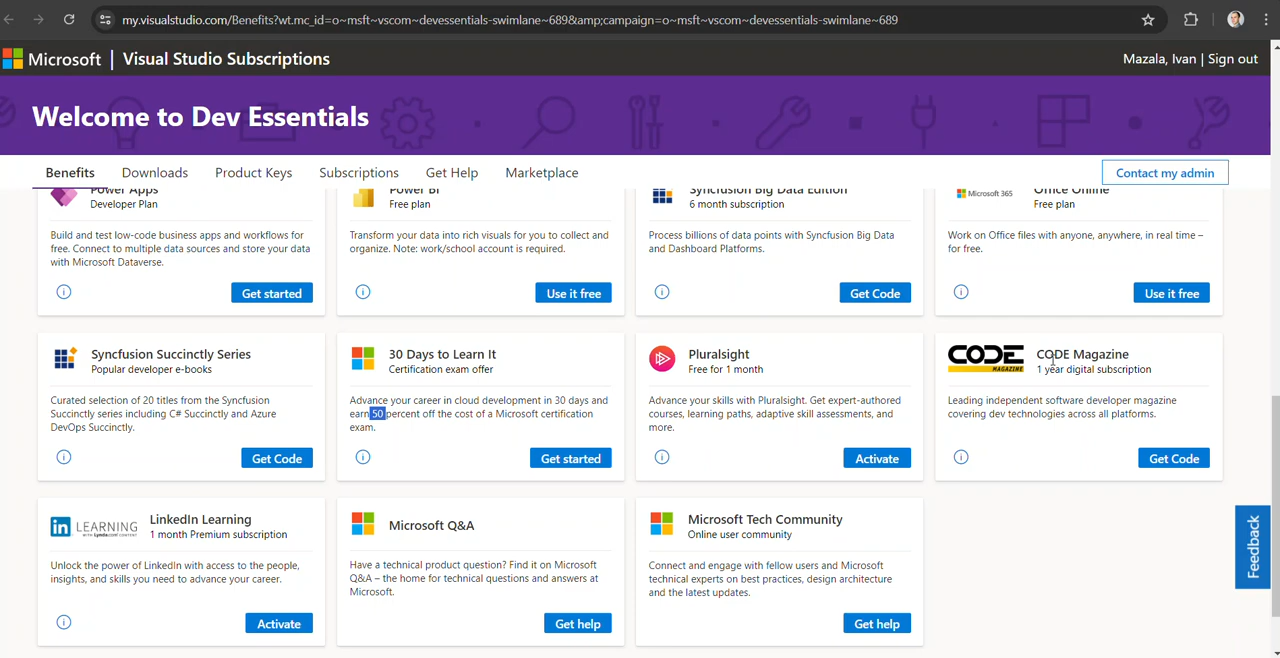 my.visualstudio.com/Benefits?wt.mc_id=o~msft~vscom~devessentials-swimlane~689&amp;campaign=o~msft~vscom~devessentials-swimlane~689
Microsoft | Visual Studio Subscriptions
Mazala, Ivan | Sign out
Welcome to Dev Essentials
Benefits Downloads Product Keys Subscriptions Get Help Marketplace
Contact my admin
Power Apps
Developer Plan
Build and test low-code business apps and workflows for
free. Connect to multiple data sources and store your data
with Microsoft Dataverse.
Get started
Power BI
Free plan
Transform your data into rich visuals for you to collect and
organize. Note: work/school account is required.
Use it free
Syncfusion Big Data Edition
6 month subscription
Process billions of data points with Syncfusion Big Data
and Dashboard Platforms.
Get Code
Microsoft 365
Office Online
Free plan
Work on Office files with anyone, anywhere, in real time –
for free.
Use it free
Syncfusion Succinctly Series
Popular developer e-books
Curated selection of 20 titles from the Syncfusion
Succinctly series including C# Succinctly and Azure
DevOps Succinctly.
Get Code
30 Days to Learn It
Certification exam offer
Advance your career in cloud development in 30 days and
earn 50 percent off the cost of a Microsoft certification
exam.
Get started
Pluralsight
Free for 1 month
Advance your skills with Pluralsight. Get expert-authored
courses, learning paths, adaptive skill assessments, and
more.
Activate
CODE
MAGAZINE
CODE Magazine
1 year digital subscription
Leading independent software developer magazine
covering dev technologies across all platforms.
Get Code
in LEARNING
WITH Lynda.com CONTENT
LinkedIn Learning
1 month Premium subscription
Unlock the power of LinkedIn with access to the people,
insights, and skills you need to advance your career.
Activate
Microsoft Q&A
Have a technical product question? Find it on Microsoft
Q&A – the home for technical questions and answers at
Microsoft.
Get help
Microsoft Tech Community
Online user community
Connect and engage with fellow users and Microsoft
technical experts on best practices, design architecture
and the latest updates.
Get help
Feedback